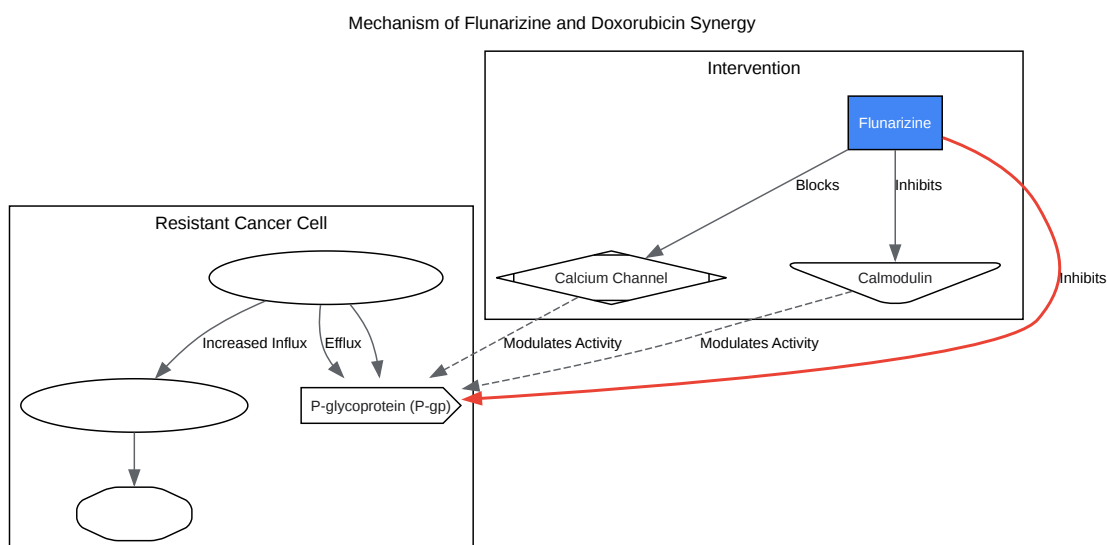 Mechanism of Flunarizine and Doxorubicin Synergy
Intervention
Flunarizine
Blocks
Inhibits
Resistant Cancer Cell
Calcium Channel
Calmodulin
Inhibits
Increased Influx
Efflux
Modulates Activity
Modulates Activity
P-glycoprotein (P-gp)